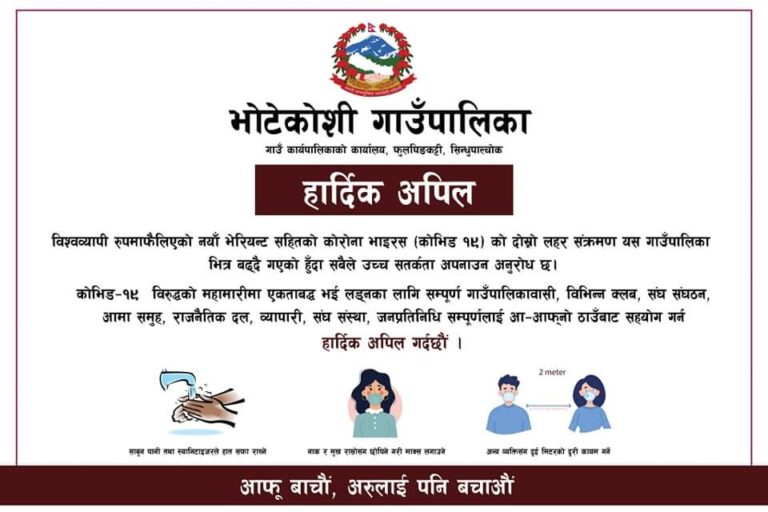 भोटेकोशी गाउँपालिका
गाउँ कार्यपालिकाको कार्यालय, फुलपिङकट्टी, सिन्धुपाल्चोक
हार्दिक अपिल
विश्वव्यापी रुपमाफैलिएको नयाँ भेरियन्ट सहितको कोरोना भाइरस (कोभिड १९) को दोस्रो लहर संक्रमण यस गाउँपालिका
भित्र बढ्दै गएको हुँदा सवैले उच्च सतर्कता अपनाउन अनुरोध छ।
कोभिड-१९ विरुद्धको महामारीमा एकताबद्ध भई लड्नका लागि सम्पूर्ण गाउँपालिकावासी, विभिन्न क्लब, संघ संघठन,
आमा समुह, राजनैतिक दल, व्यापारी, संघ संस्था, जनप्रतिनिधि सम्पूर्णलाई आ-आफ्नो ठाउँबाट सहयोग गर्न
हार्दिक अपिल गर्दछौं ।
2 meter
साबुन पानी तथा स्यानिटाइजरले हात सफा राख्ने
नाक र मुख राम्रोसंग छोपिने गरी माक्स लगाउने
अन्य व्यक्तिसंग दुई मिटरको दुरी कायम गर्ने
आफू बाचौं, अरुलाई पनि बचाऔं